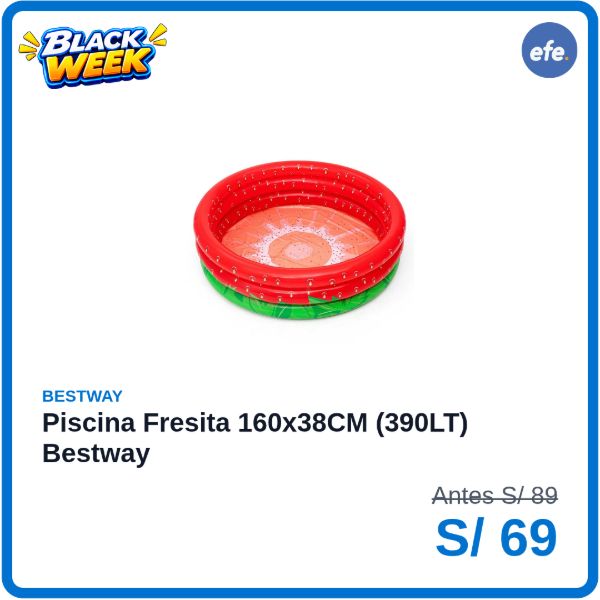 BLACK
WEEK
efe.
BESTWAY
Piscina Fresita 160x38CM (390LT)
Bestway
Antes S/ 89
S/ 69